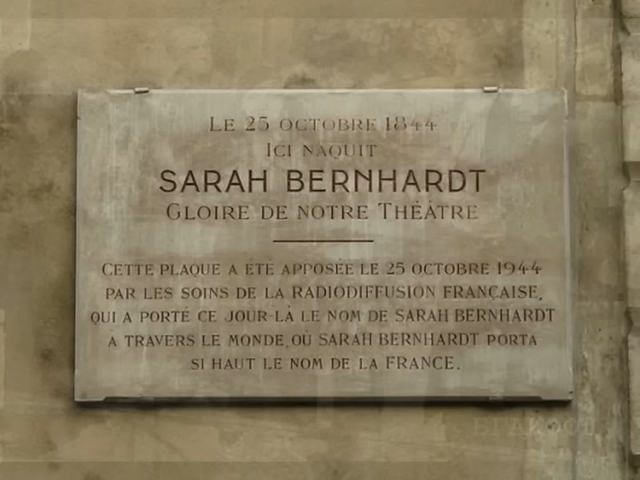 LE 25 OCTOBRE 1844
ICI NAQUIT
SARAH BERNHARDT
GLOIRE DE NOTRE THÉÂTRE
CETTE PLAQUE A ÉTÉ APPOSÉE LE 25 OCTOBRE 1944
PAR LES SOINS DE LA RADIODIFFUSION FRANÇAISE,
QUI A PORTÉ CE JOUR-LÀ LE NOM DE SARAH BERNHARDT
A TRAVERS LE MONDE, OÙ SARAH BERNHARDT PORTA
SI HAUT LE NOM DE LA FRANCE.